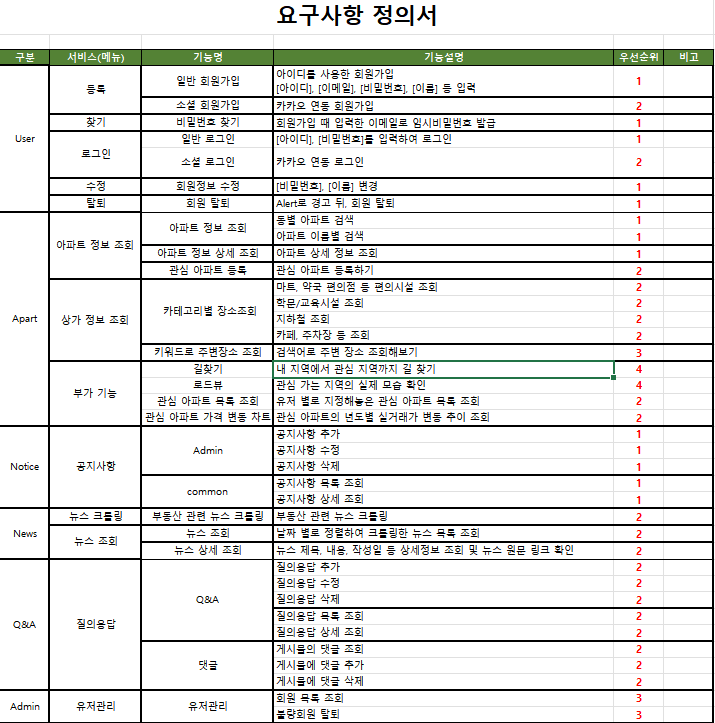 요구사항 정의서
구분 서비스(메뉴) 기능명 기능설명 우선순위 비고
User 등록 일반 회원가입 아이디를 사용한 회원가입 1
[아이디], [이메일], [비밀번호], [이름] 등 입력
소셜 회원가입 카카오 연동 회원가입 2
찾기 비밀번호 찾기 회원가입 때 입력한 이메일로 임시비밀번호 발급 1
로그인 일반 로그인 [아이디], [비밀번호]를 입력하여 로그인 1
소셜 로그인 카카오 연동 로그인 2
수정 회원정보 수정 [비밀번호], [이름] 변경 1
탈퇴 회원 탈퇴 Alert로 경고 뒤, 회원 탈퇴 1
Apart 아파트 정보 조회 아파트 정보 조회 동별 아파트 검색 1
아파트 이름별 검색 1
아파트 정보 상세 조회 아파트 상세 정보 조회 1
관심 아파트 등록 관심 아파트 등록하기 2
상가 정보 조회 카테고리별 장소조회 마트, 약국 편의점 등 편의시설 조회 2
학문/교육시설 조회 2
지하철 조회 2
카페, 주차장 등 조회 2
키워드로 주변장소 조회 검색어로 주변 장소 조회해보기 3
부가 기능 길찾기 내 지역에서 관심 지역까지 길 찾기 4
로드뷰 관심 가는 지역의 실제 모습 확인 4
관심 아파트 목록 조회 유저 별로 지정해놓은 관심 아파트 목록 조회 2
관심 아파트 가격 변동 차트 관심 아파트의 년도별 실거래가 변동 추이 조회 2
Notice 공지사항 Admin 공지사항 추가 1
공지사항 수정 1
공지사항 삭제 1
common 공지사항 목록 조회 1
공지사항 상세 조회 1
News 뉴스 크롤링 부동산 관련 뉴스 크롤링 부동산 관련 뉴스 크롤링 2
뉴스 조회 뉴스 조회 날짜 별로 정렬하여 크롤링한 뉴스 목록 조회 2
뉴스 상세 조회 뉴스 제목, 내용, 작성일 등 상세정보 조회 및 뉴스 원문 링크 확인 2
Q&A 질의응답 Q&A 질의응답 추가 2
질의응답 수정 2
질의응답 삭제 2
질의응답 목록 조회 2
질의응답 상세 조회 2
댓글 게시물의 댓글 조회 2
게시물에 댓글 추가 2
게시물에 댓글 삭제 2
Admin 유저관리 유저관리 회원 목록 조회 3
불량회원 탈퇴 3